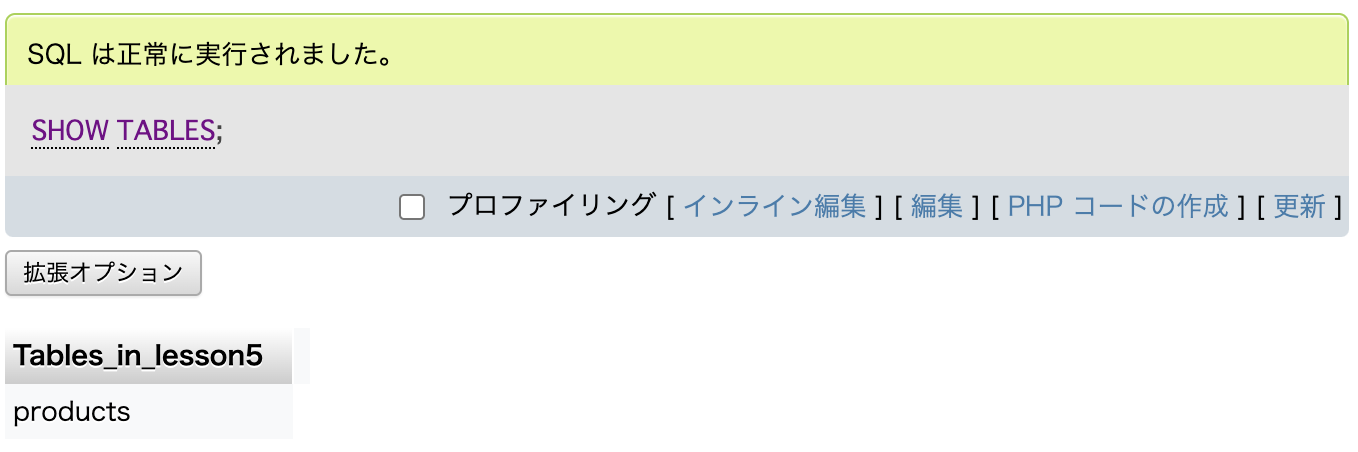 SQL は正常に実行されました。
SHOW TABLES;
プロファイリング [ インライン編集 ] [ 編集 ] [ PHP コードの作成 ] [ 更新 ]
拡張オプション
Tables_in_lesson5
products